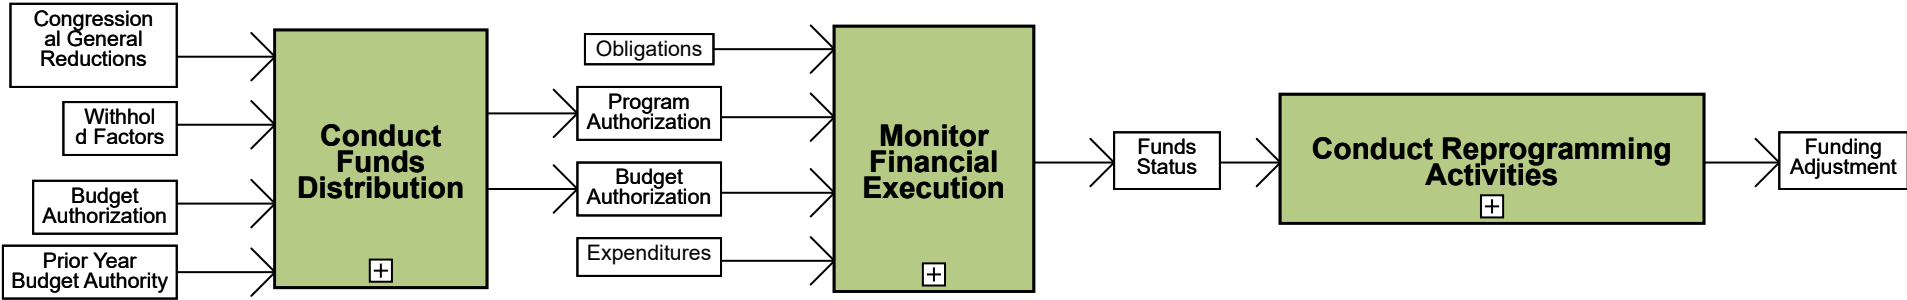 Congression
al General
Reductions
Withhol
d Factors
Budget
Authorization
Prior Year
Budget Authority
Conduct
Funds
Distribution
Obligations
Program
Authorization
Budget
Authorization
Expenditures
Monitor
Financial
Execution
Funds
Status
Conduct Reprogramming
Activities
Funding
Adjustment